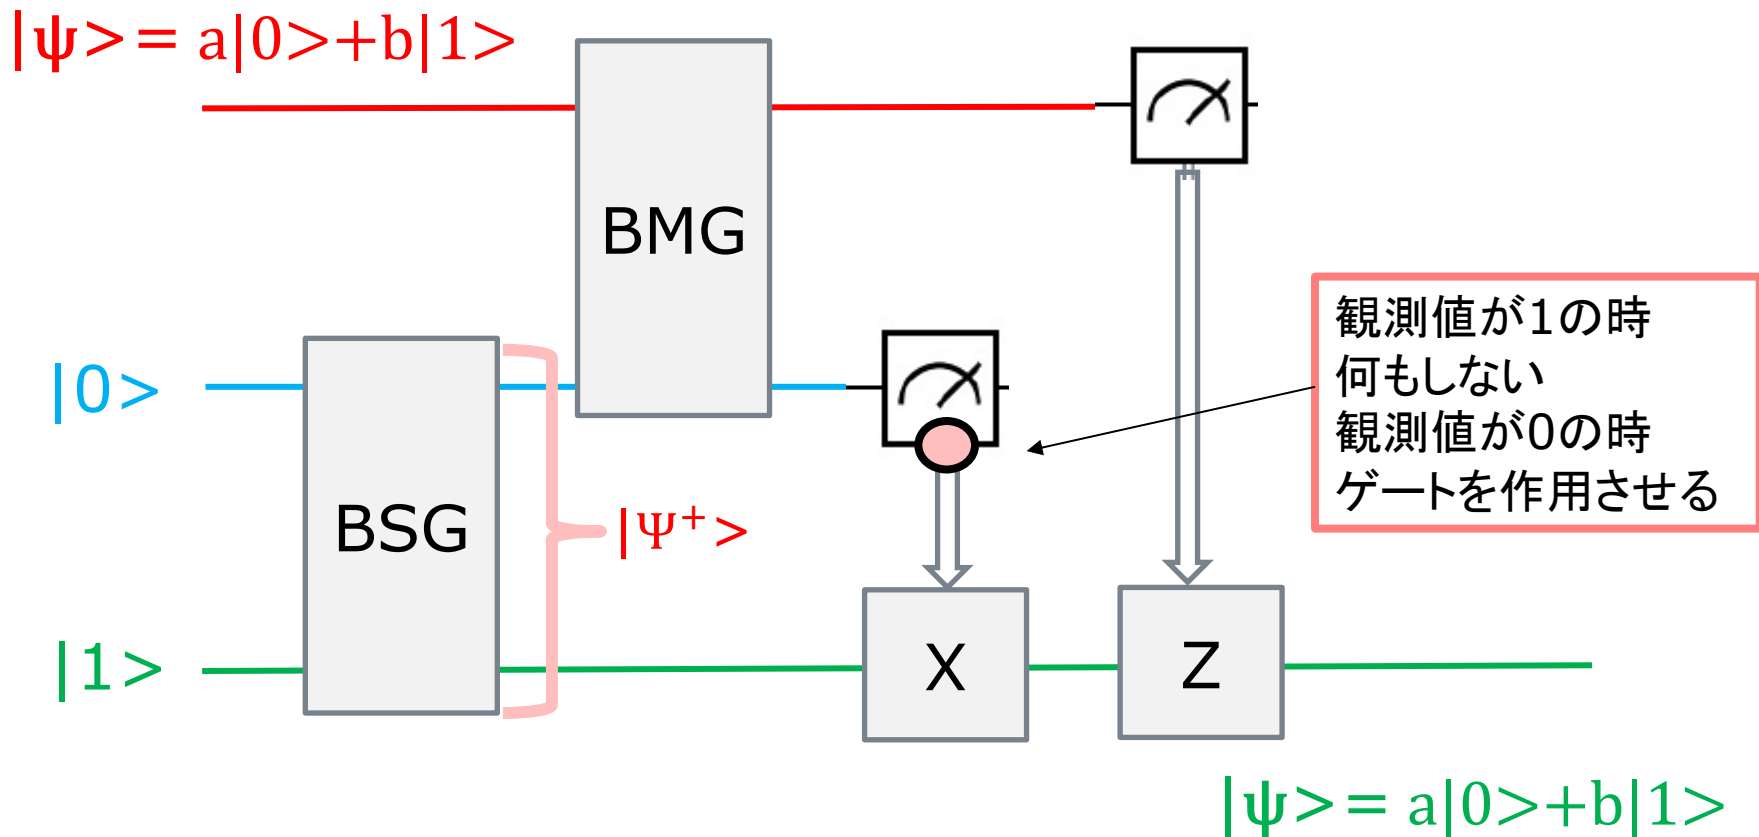 |ψ> = a|0>+b|1>
BMG
|0>
BSG
|Ψ⁺>
観測値が1の時
何もしない
観測値が0の時
ゲートを作用させる
|1>
X
Z
|ψ> = a|0>+b|1>